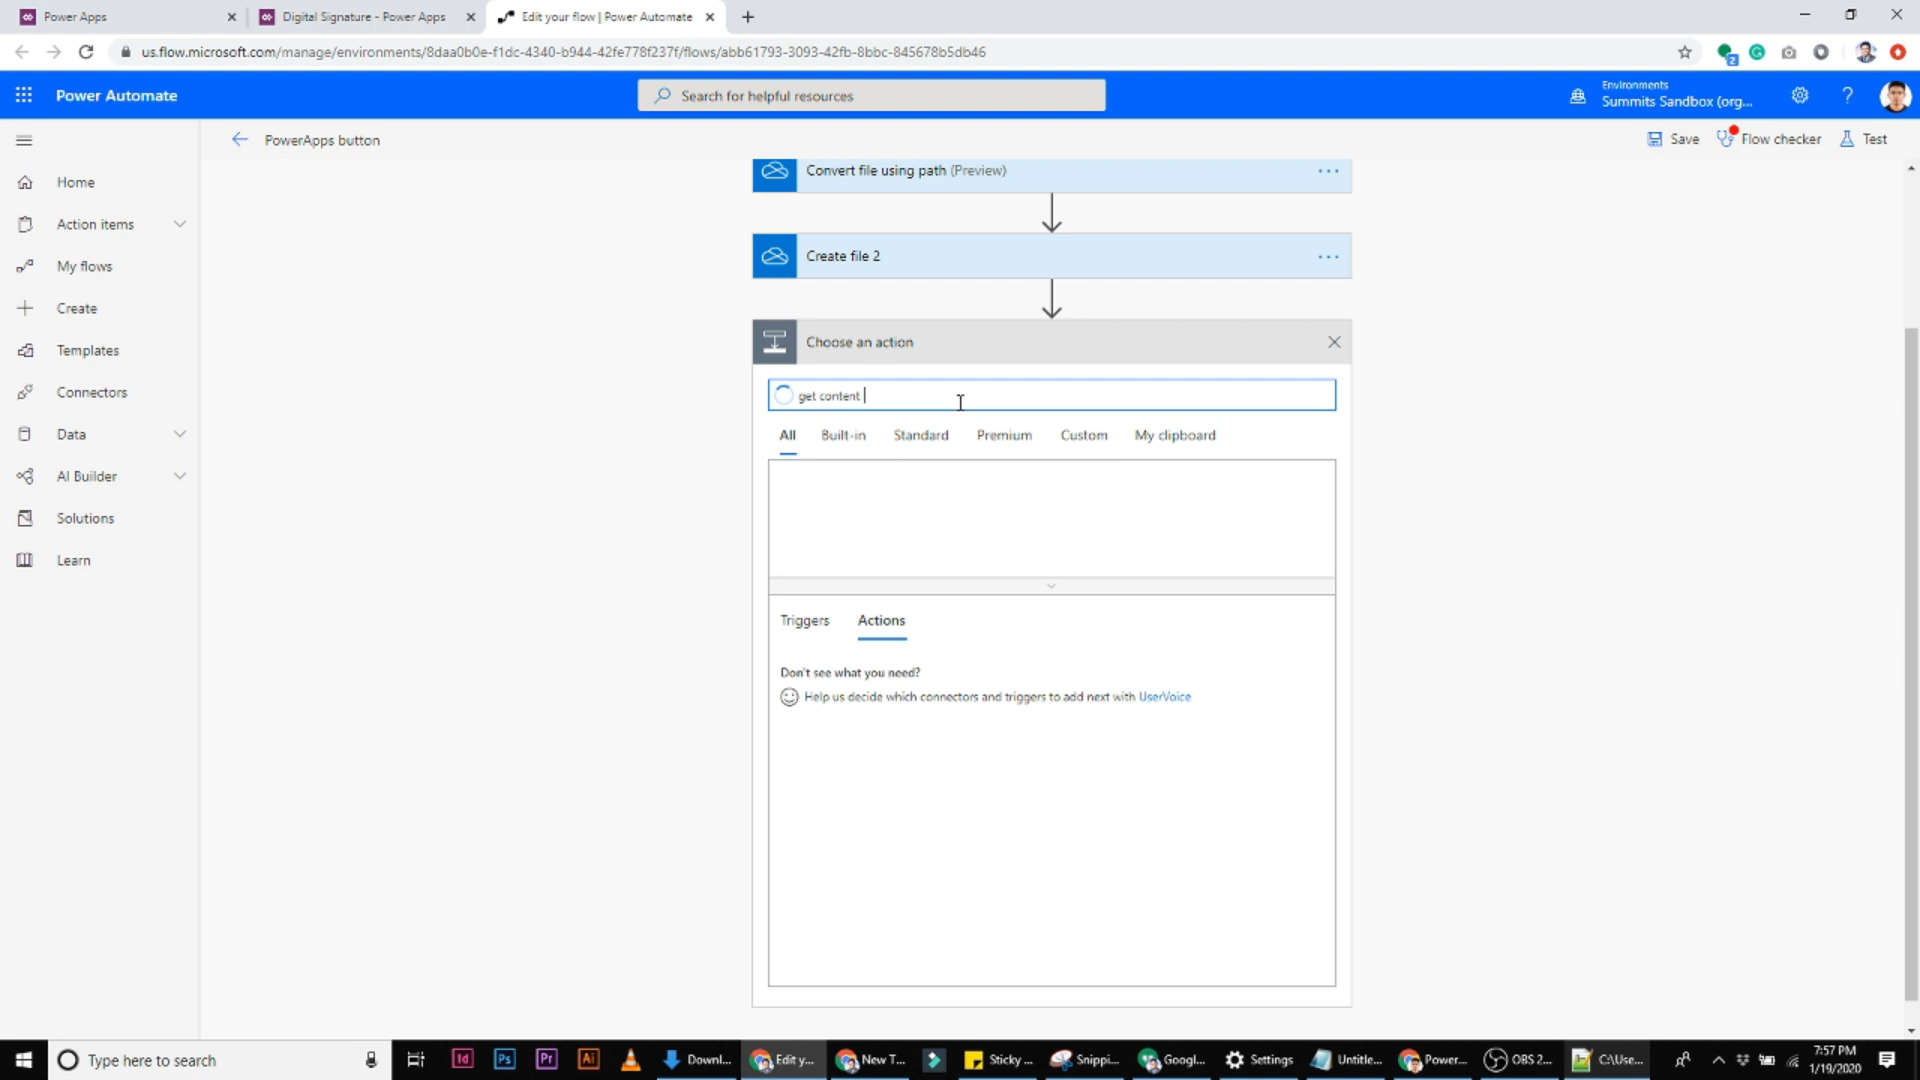 Power Apps
Digital Signature - Power Apps
Edit your flow | Power Automate
us.flow.microsoft.com/manage/environments/8daa0b0e-f1dc-4340-b944-42fe778f237f/flows/abb61793-3093-42fb-8bbc-845678b5db46
2
Power Automate
Search for helpful resources
Environments
Summits Sandbox (org...
?
PowerApps button
Save
Flow checker
Test
Home
Action items
My flows
Create
Templates
Connectors
Data
AI Builder
Solutions
Learn
Convert file using path (Preview)
Create file 2
Choose an action
get content
All
Built-in
Standard
Premium
Custom
My clipboard
Triggers
Actions
Don't see what you need?
Help us decide which connectors and triggers to add next with UserVoice
Type here to search
Id
Ps
Pr
Ai
Downl...
Edit y...
New T...
Sticky ...
Snippi...
Googl...
Settings
Untitle...
Power...
OBS 2...
C:\Use...
7:57 PM
1/19/2020